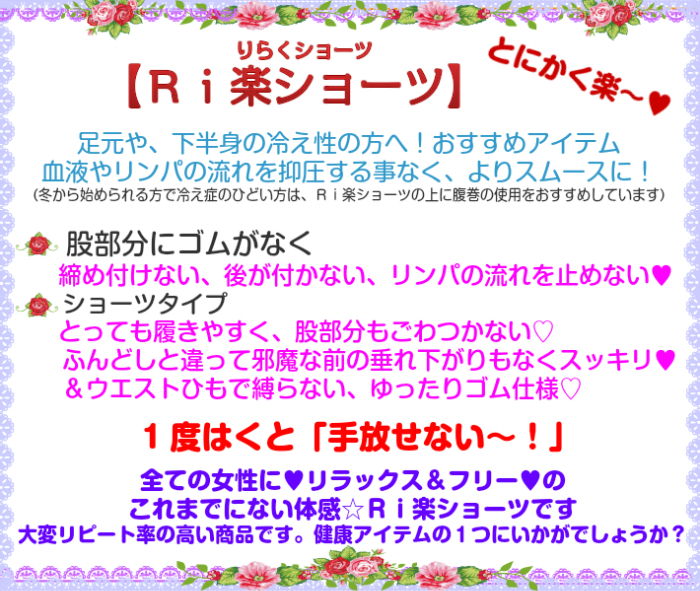 りらくショーツ
【Ｒｉ楽ショーツ】
とにかく楽～♥
足元や、下半身の冷え性の方へ！おすすめアイテム
血液やリンパの流れを抑圧する事なく、よりスムースに！
（冬から始められる方で冷え症のひどい方は、Ｒｉ楽ショーツの上に腹巻の使用をおすすめしています）
股部分にゴムがなく
締め付けない、後が付かない、リンパの流れを止めない♥
ショーツタイプ
とっても履きやすく、股部分もごわつかない♡
ふんどしと違って邪魔な前の垂れ下がりもなくスッキリ♥
＆ウエストひもで縛らない、ゆったりゴム仕様♡
１度はくと「手放せない～！」
全ての女性に♥リラックス＆フリー♥の
これまでにない体感☆Ｒｉ楽ショーツです
大変リピート率の高い商品です。健康アイテムの１つにいかがでしょうか？